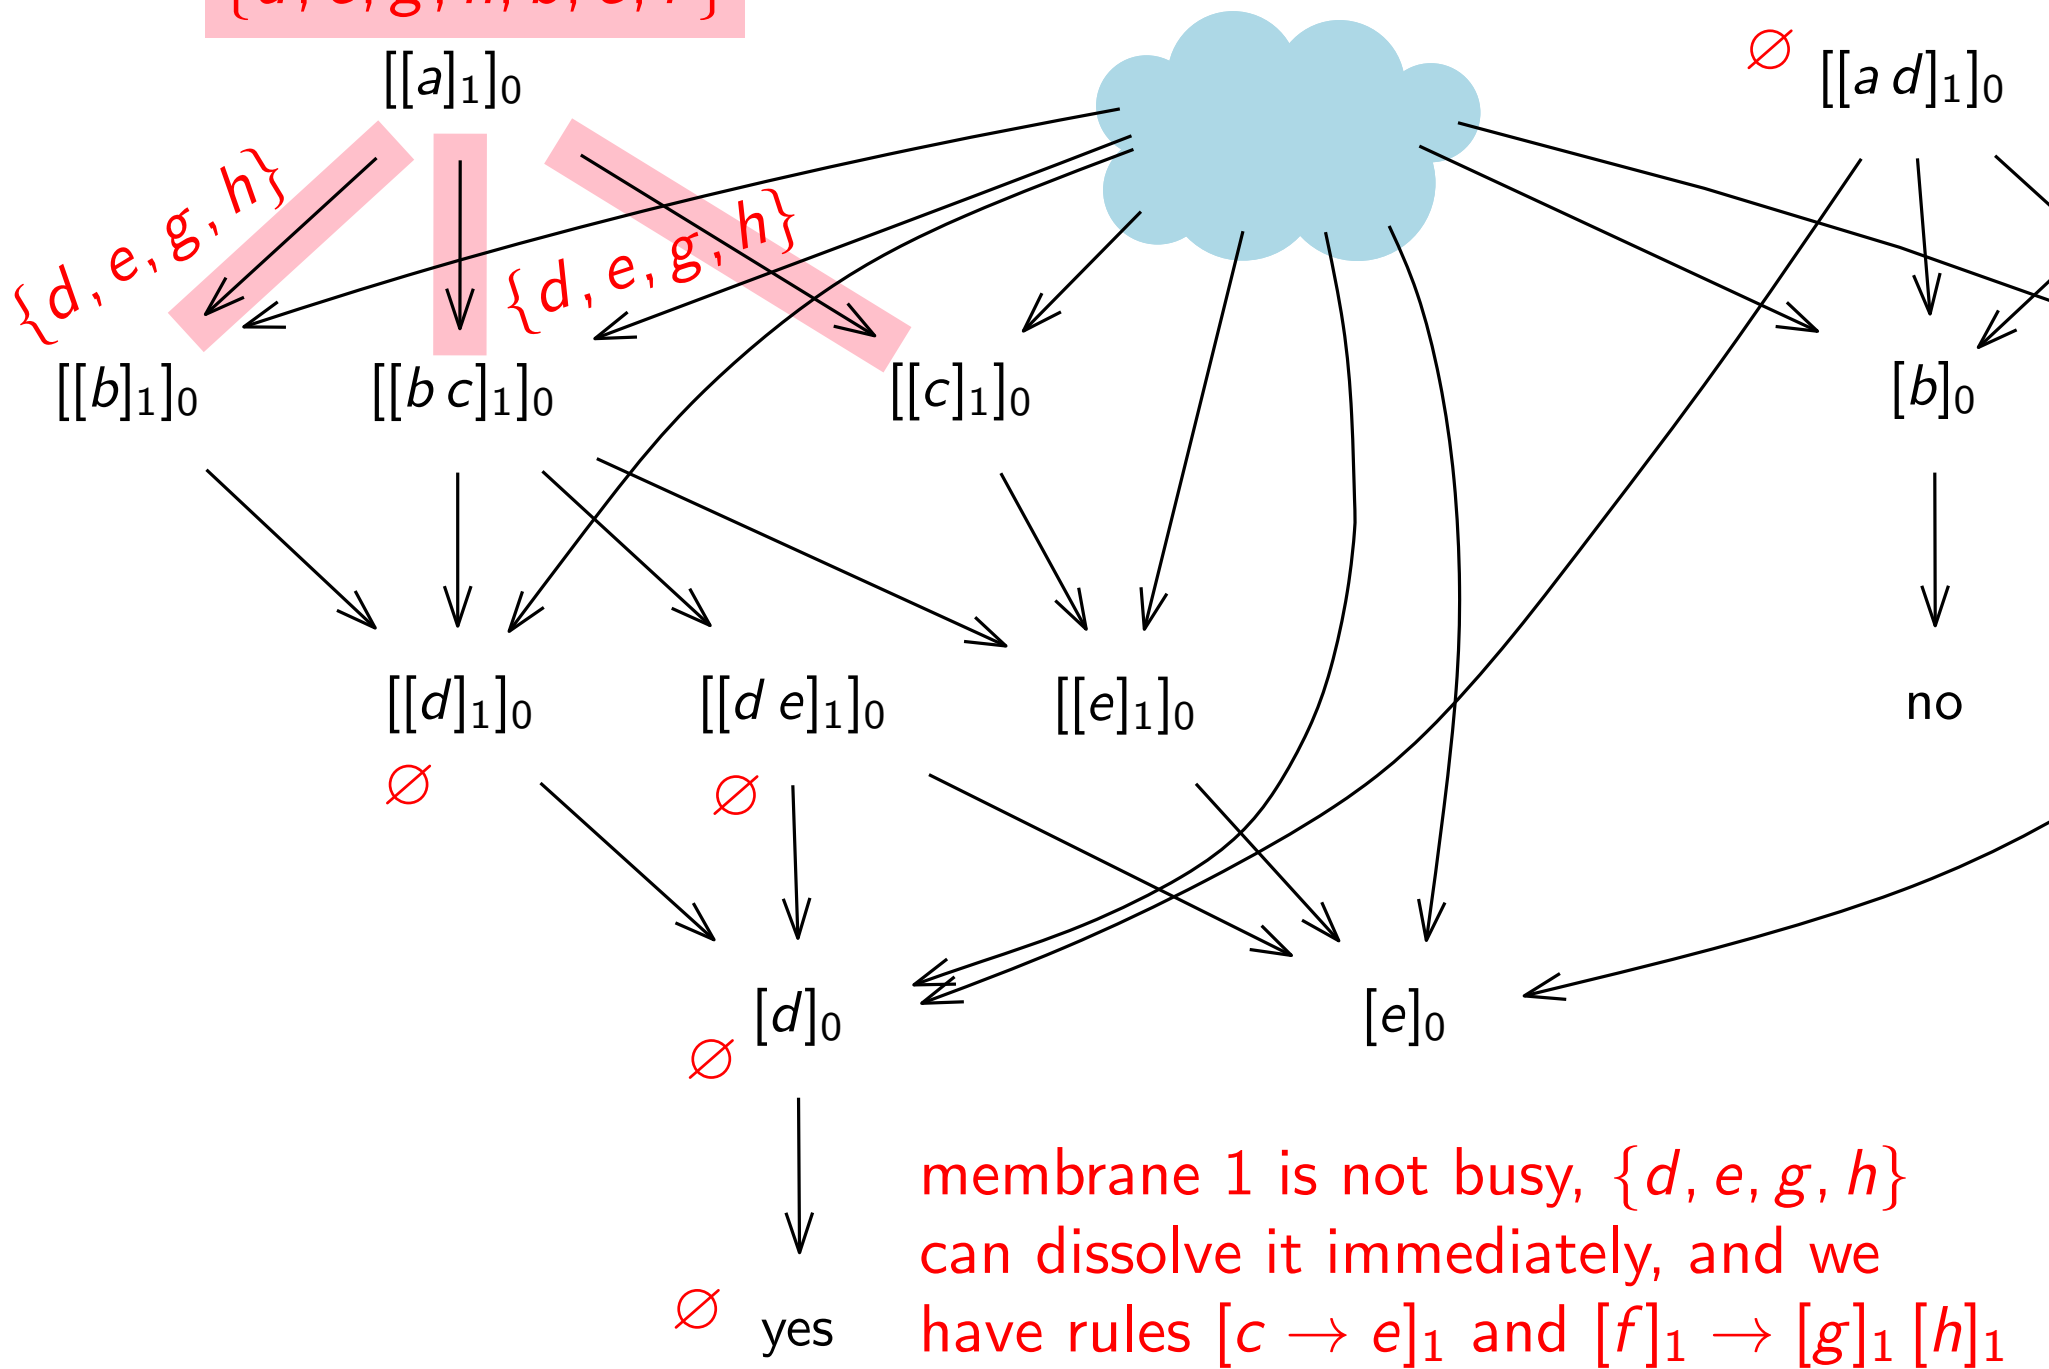 {d, e, g, h, b, c, f}
[[a]₁]₀
∅ [[a d]₁]₀
{d, e, g, h}
{d, e, g, h}
[[b]₁]₀
[[b c]₁]₀
[[c]₁]₀
[b]₀
[[d]₁]₀
[[d e]₁]₀
[[e]₁]₀
no
∅
∅
[d]₀
[e]₀
∅
membrane 1 is not busy, {d, e, g, h}
can dissolve it immediately, and we
∅ yes
have rules [c → e]₁ and [f]₁ → [g]₁ [h]₁